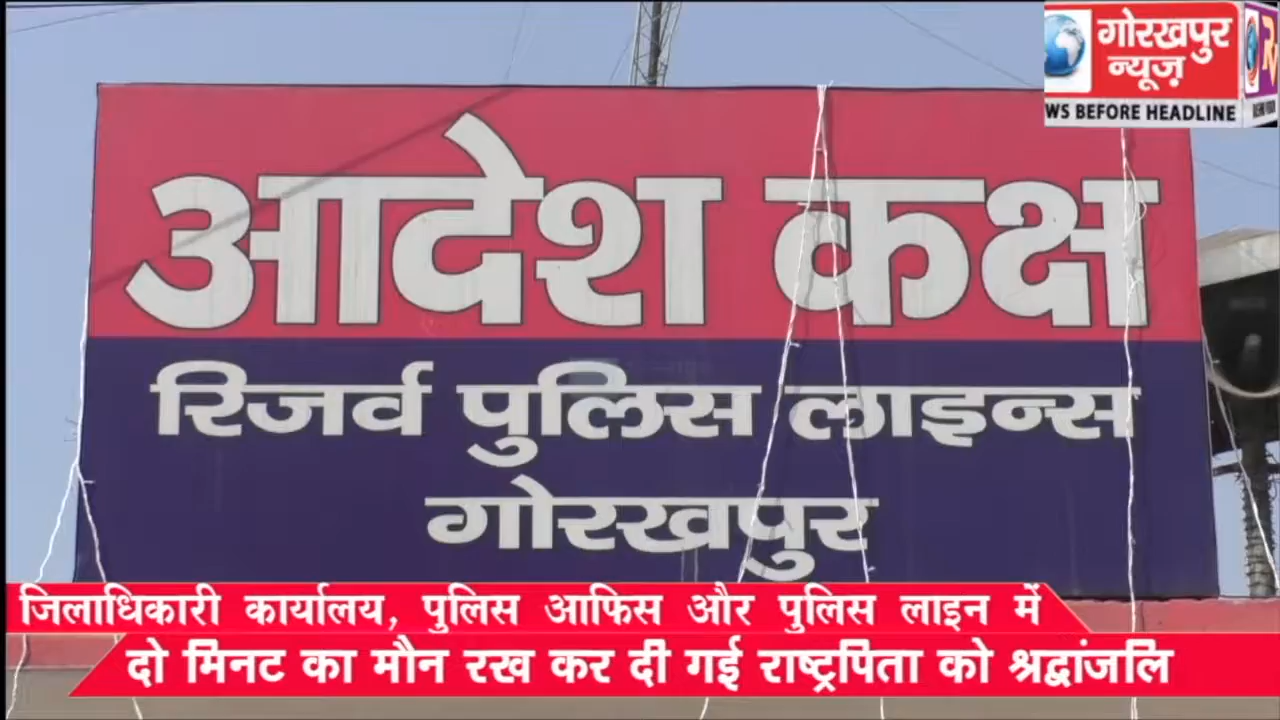 गोरखपुर
न्यूज़
WS BEFORE HEADLINE
आदेश कक्ष
रिजर्व पुलिस लाइन्स
गोरखपुर
जिलाधिकारी कार्यालय, पुलिस आफिस और पुलिस लाइन में
दो मिनट का मौन रख कर दी गई राष्ट्रपिता को श्रद्धांजलि